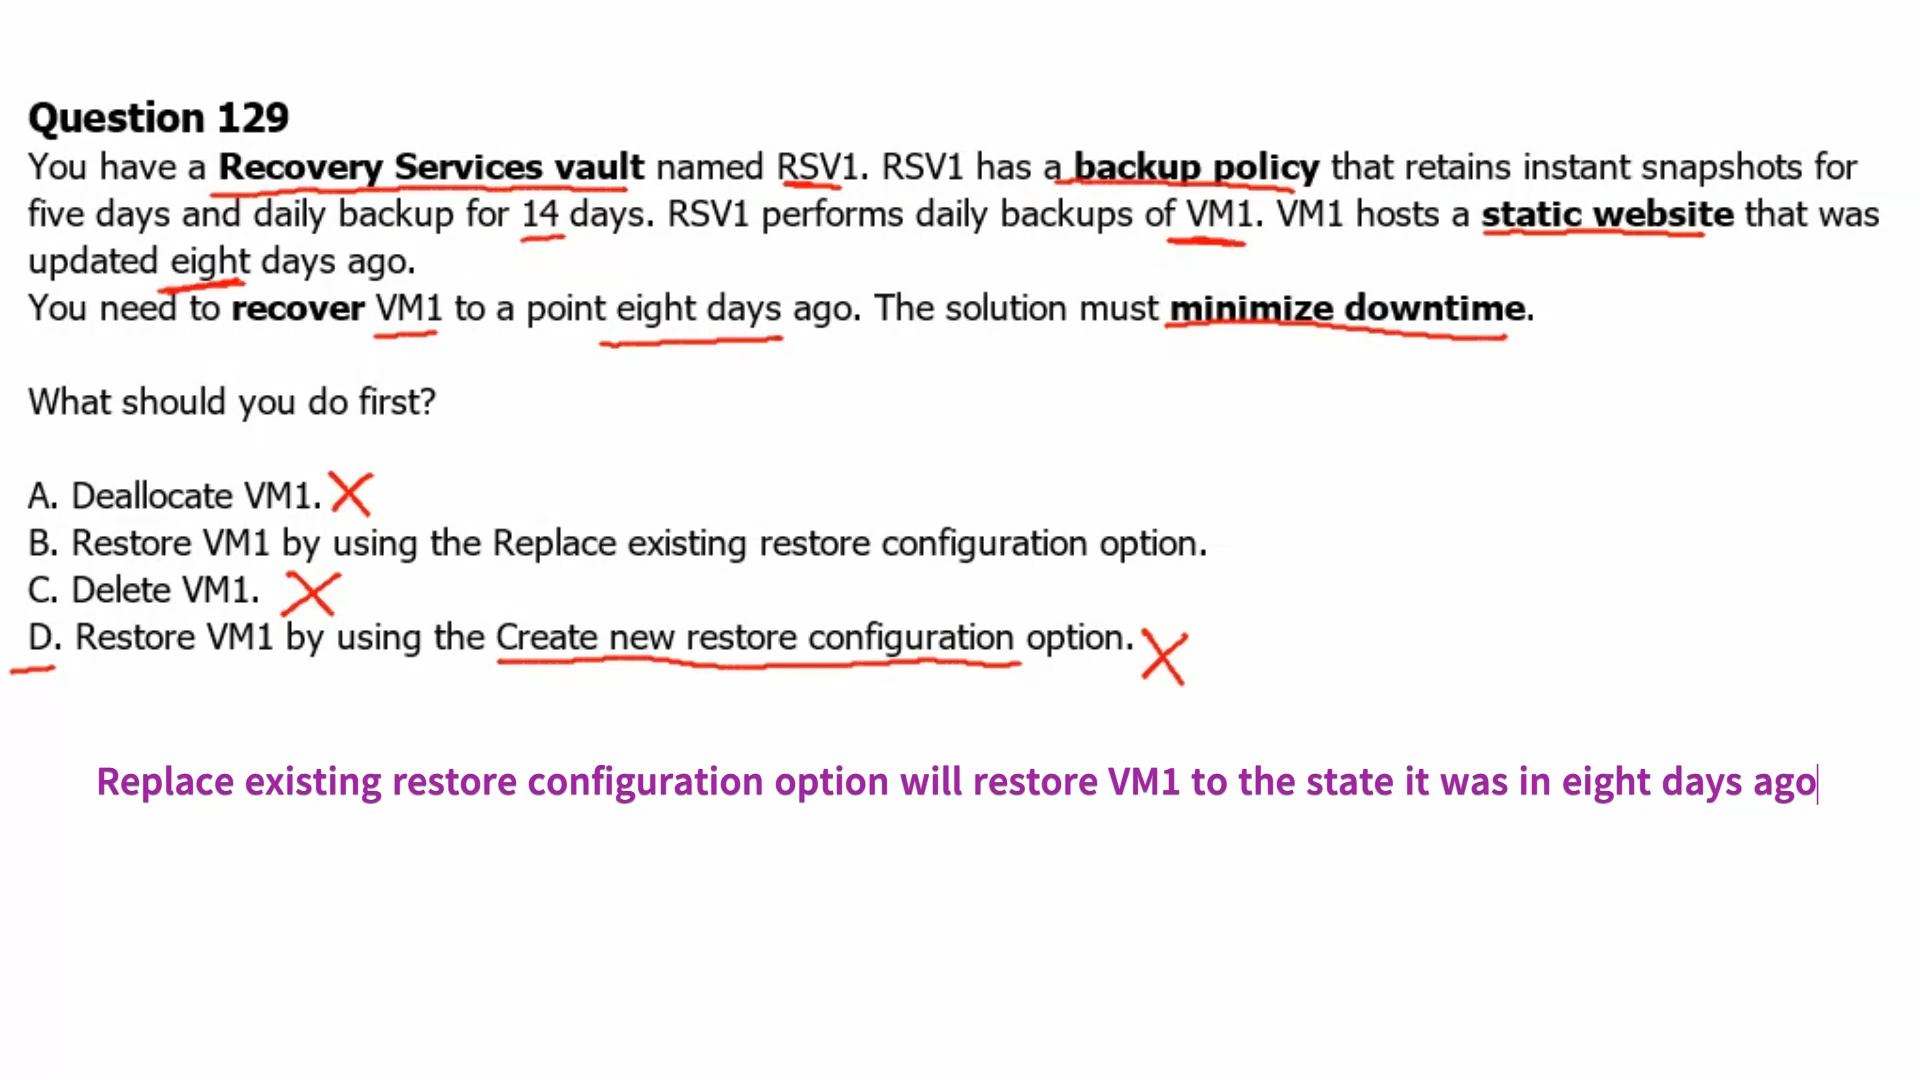 Question 129
You have a Recovery Services vault named RSV1. RSV1 has a backup policy that retains instant snapshots for
five days and daily backup for 14 days. RSV1 performs daily backups of VM1. VM1 hosts a static website that was
updated eight days ago.
You need to recover VM1 to a point eight days ago. The solution must minimize downtime.
What should you do first?
A. Deallocate VM1.
B. Restore VM1 by using the Replace existing restore configuration option.
C. Delete VM1.
D. Restore VM1 by using the Create new restore configuration option.
Replace existing restore configuration option will restore VM1 to the state it was in eight days ago